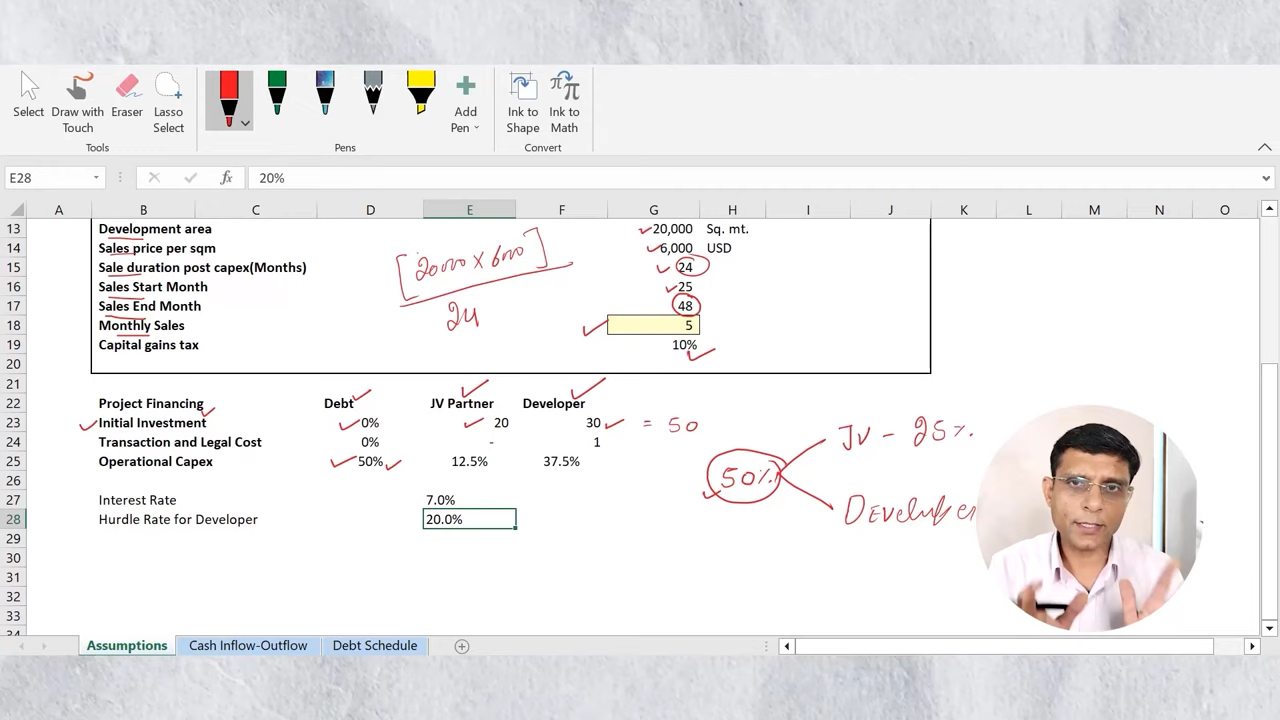 Select Draw with Touch Eraser Lasso Select Add Pen Ink to Shape Ink to Math
Tools Pens Convert
E28 fx 20%
A B C D E F G H I J K L M N O
13 Development area 20,000 Sq. mt.
14 Sales price per sqm 6,000 USD
15 Sale duration post capex(Months) 24
16 Sales Start Month 25
17 Sales End Month 48
18 Monthly Sales 5
19 Capital gains tax 10%
20
[20000 x 6000]
24
21
22 Project Financing Debt JV Partner Developer
23 Initial Investment 0% 20 30 = 50
24 Transaction and Legal Cost 0% - 1
25 Operational Capex 50% 12.5% 37.5%
50% JV - 25%.
Developer
26
27 Interest Rate 7.0%
28 Hurdle Rate for Developer 20.0%
29
30
31
32
33
34
Assumptions Cash Inflow-Outflow Debt Schedule